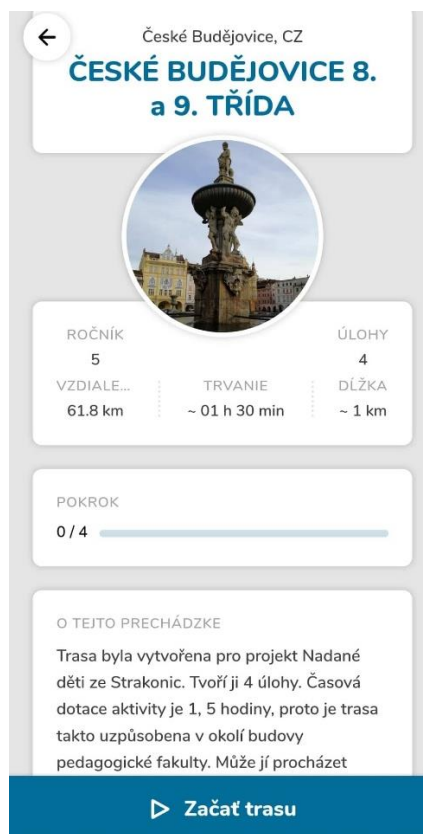 České Budějovice, CZ
ČESKÉ BUDĚJOVICE 8.
a 9. TŘÍDA
ROČNÍK
ÚLOHY
5
4
VZDIALE...
TRVANIE
DĹŽKA
61.8 km
~ 01 h 30 min
~ 1 km
POKROK
0 / 4
O TEJTO PRECHÁDZKE
Trasa byla vytvořena pro projekt Nadané
děti ze Strakonic. Tvoří ji 4 úlohy. Časová
dotace aktivity je 1, 5 hodiny, proto je trasa
takto uzpůsobena v okolí budovy
pedagogické fakulty. Může jí procházet
Začať trasu